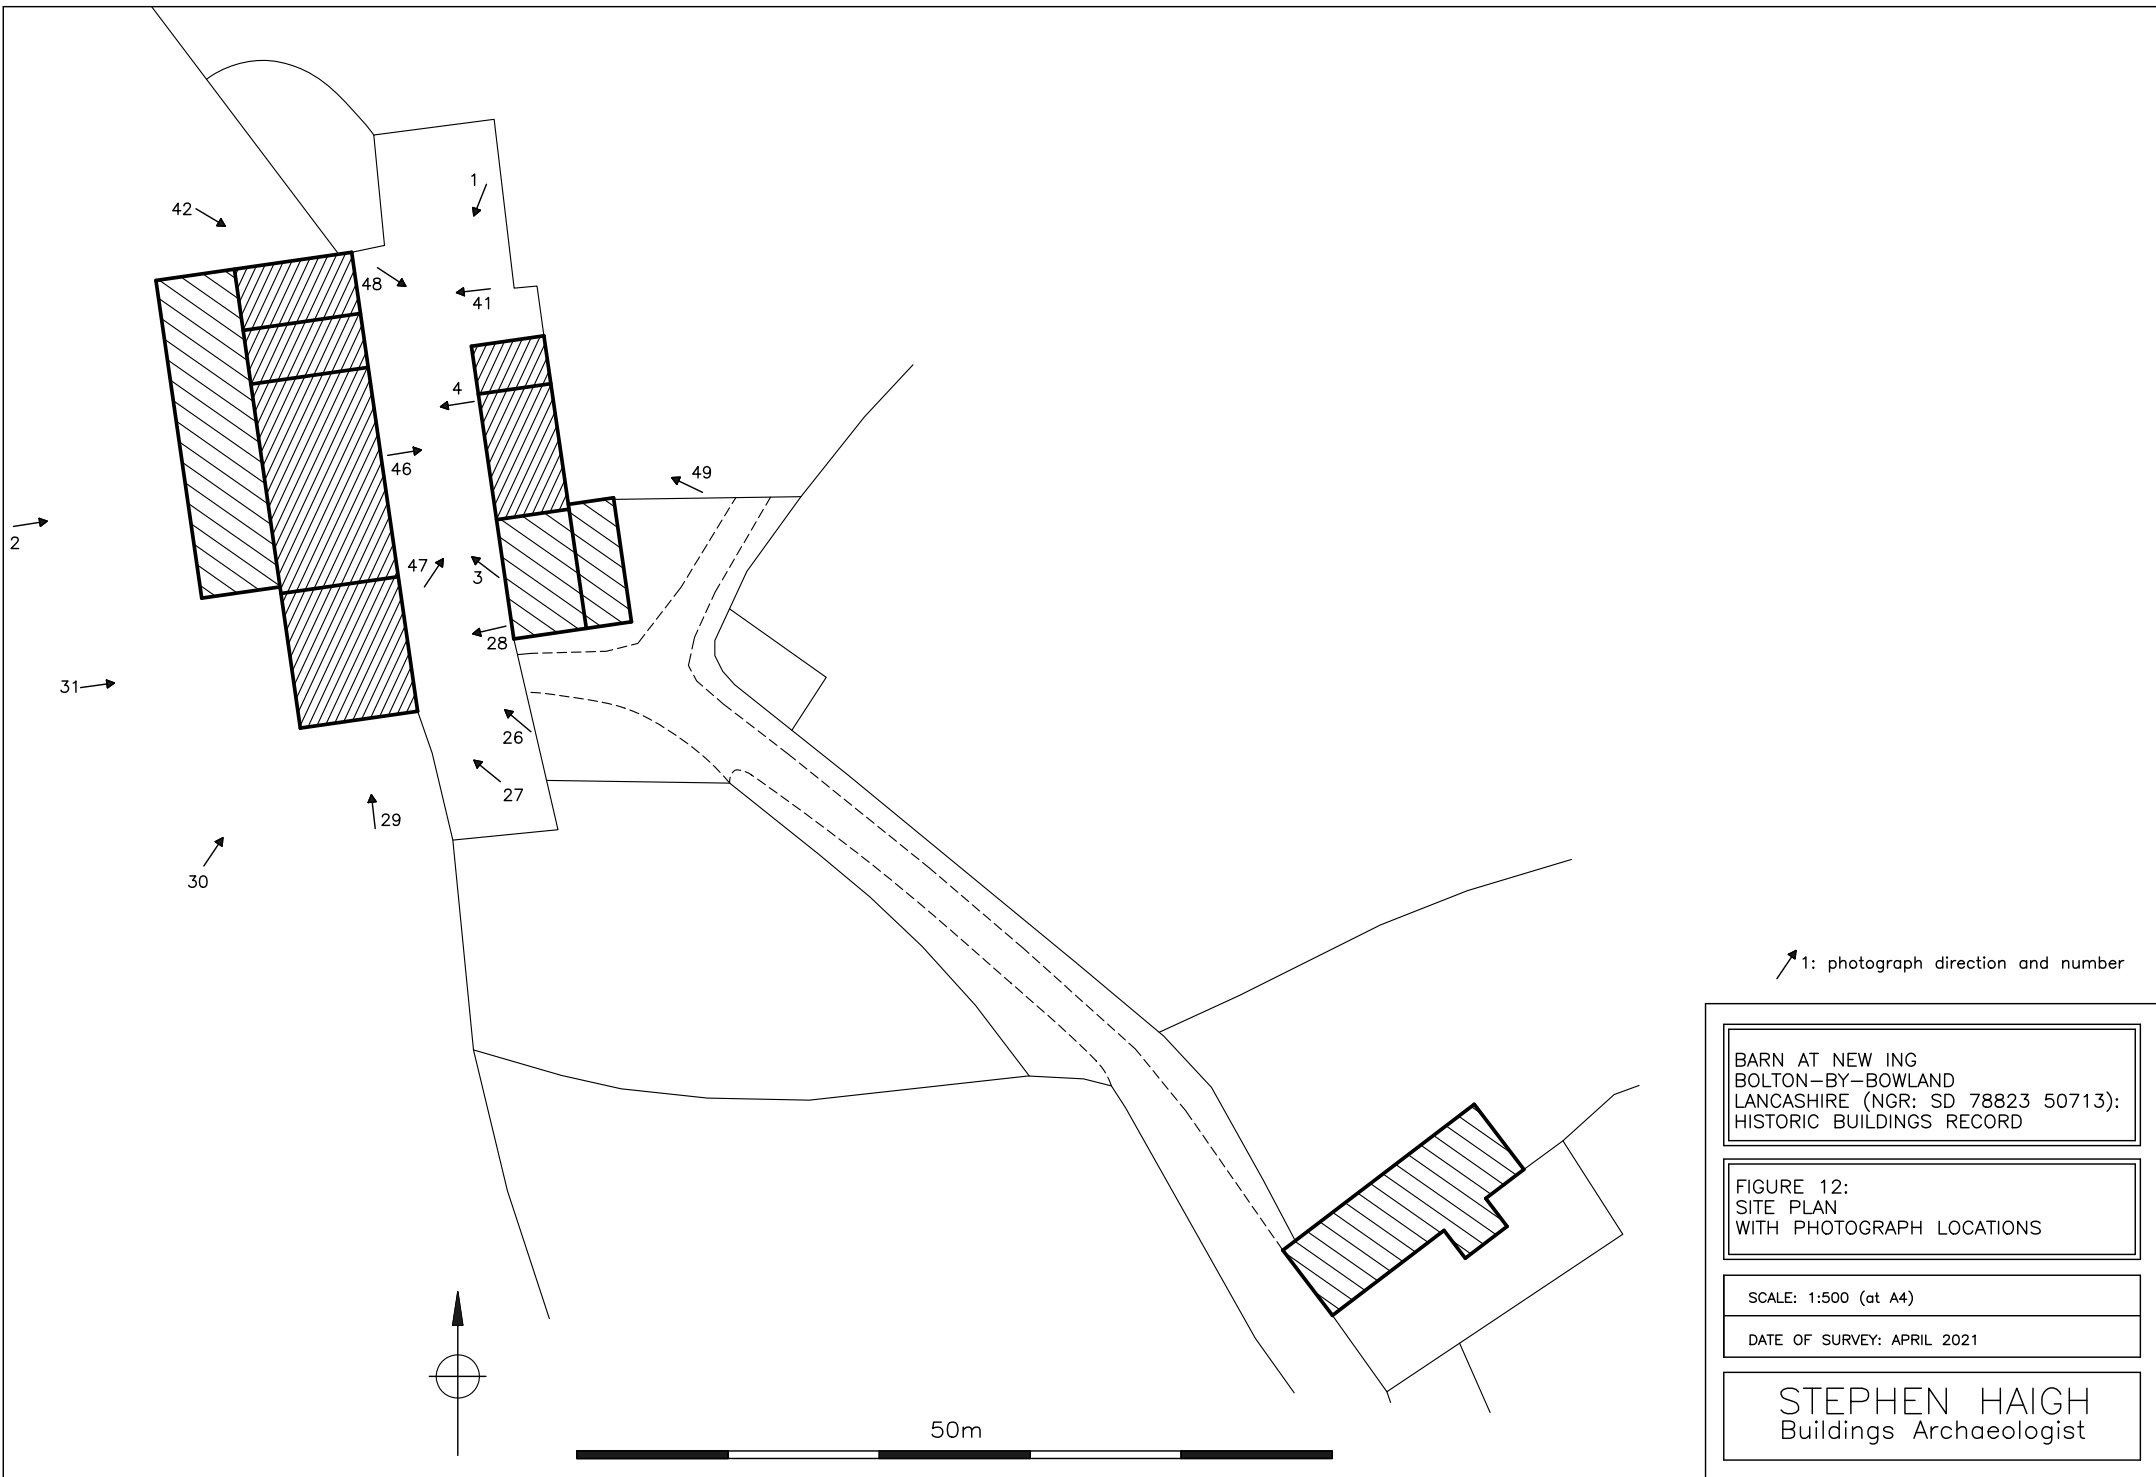 1
42
48
41
4
46
49
2
47
3
28
31
26
27
29
30
1: photograph direction and number
BARN AT NEW ING
BOLTON-BY-BOWLAND
LANCASHIRE (NGR: SD 78823 50713):
HISTORIC BUILDINGS RECORD
FIGURE 12:
SITE PLAN
WITH PHOTOGRAPH LOCATIONS
SCALE: 1:500 (at A4)
DATE OF SURVEY: APRIL 2021
STEPHEN HAIGH
Buildings Archaeologist
50m